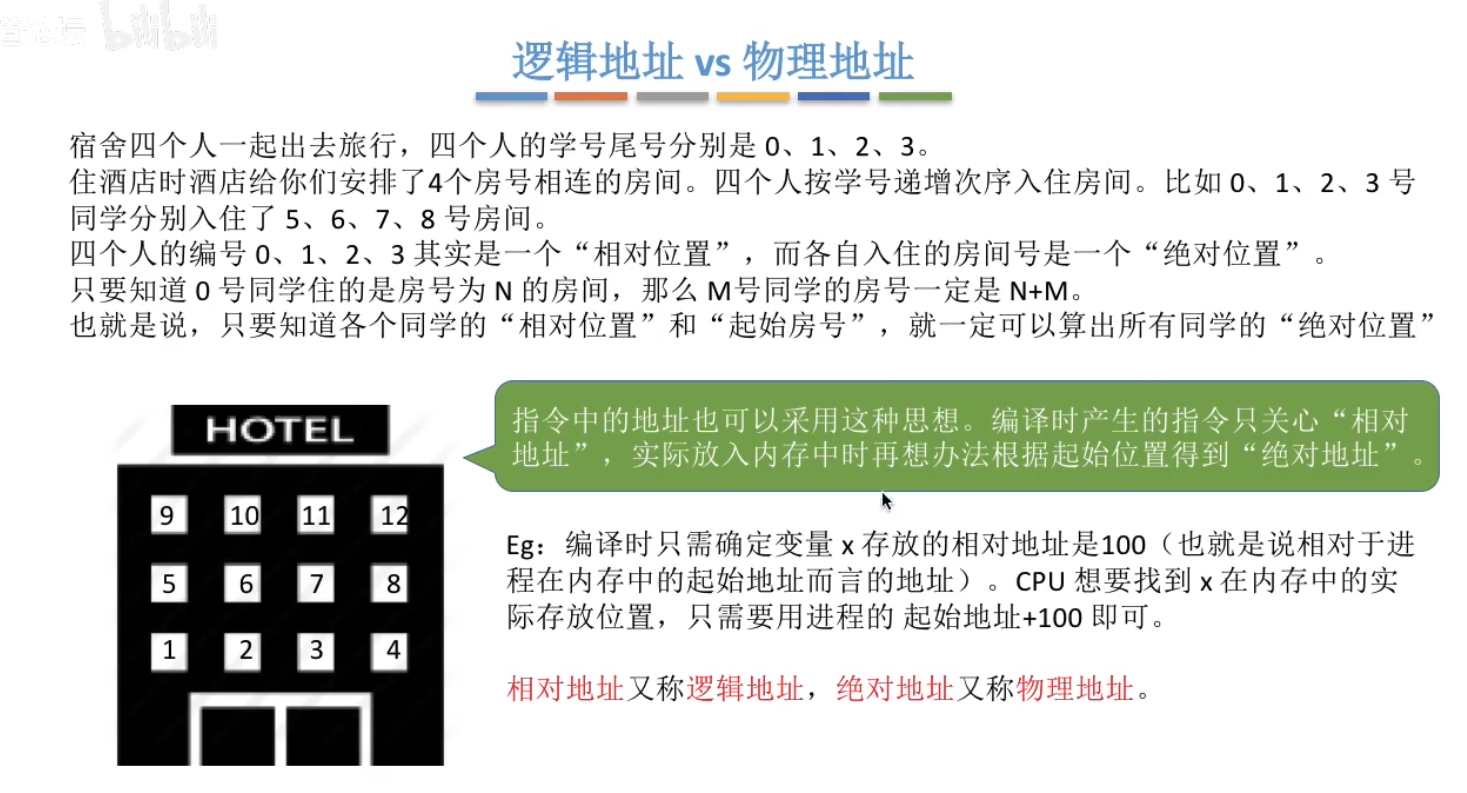 bilibili
逻辑地址 vs 物理地址
宿舍四个人一起出去旅行，四个人的学号尾号分别是 0、1、2、3。
住酒店时酒店给你们安排了4个房号相连的房间。四个人按学号递增次序入住房间。比如 0、1、2、3 号
同学分别入住了 5、6、7、8 号房间。
四个人的编号 0、1、2、3 其实是一个“相对位置”，而各自入住的房间号是一个“绝对位置”。
只要知道 0 号同学住的是房号为 N 的房间，那么 M号同学的房号一定是 N+M。
也就是说，只要知道各个同学的“相对位置”和“起始房号”，就一定可以算出所有同学的“绝对位置”
指令中的地址也可以采用这种思想。编译时产生的指令只关心“相对
地址”，实际放入内存中时再想办法根据起始位置得到“绝对地址”。
HOTEL
9 10 11 12
5 6 7 8
1 2 3 4
Eg：编译时只需确定变量 x 存放的相对地址是100（也就是说相对于进
程在内存中的起始地址而言的地址）。CPU 想要找到 x 在内存中的实
际存放位置，只需要用进程的 起始地址+100 即可。
相对地址又称逻辑地址，绝对地址又称物理地址。